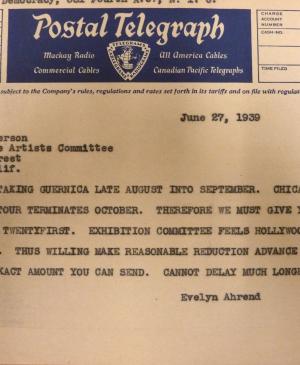 Democracy, 381 Fourth Ave., N. Y. C.
Postal Telegraph
Mackay Radio
All America Cables
Commercial Cables
Canadian Pacific Telegraphs
CHARGE
ACCOUNT
NUMBER
CASH-NO.
TIME FILED
subject to the Company's rules, regulations and rates set forth in its tariffs and on file with regulat
June 27, 1939
erson
e Artists Committee
reet
lif.
TAKING GUERNICA LATE AUGUST INTO SEPTEMBER. CHICA
TOUR TERMINATES OCTOBER. THEREFORE WE MUST GIVE Y
TWENTYFIRST. EXHIBITION COMMITTEE FEELS HOLLYWOO
. THUS WILLING MAKE REASONABLE REDUCTION ADVANCE
XACT AMOUNT YOU CAN SEND. CANNOT DELAY MUCH LONGE
Evelyn Ahrend